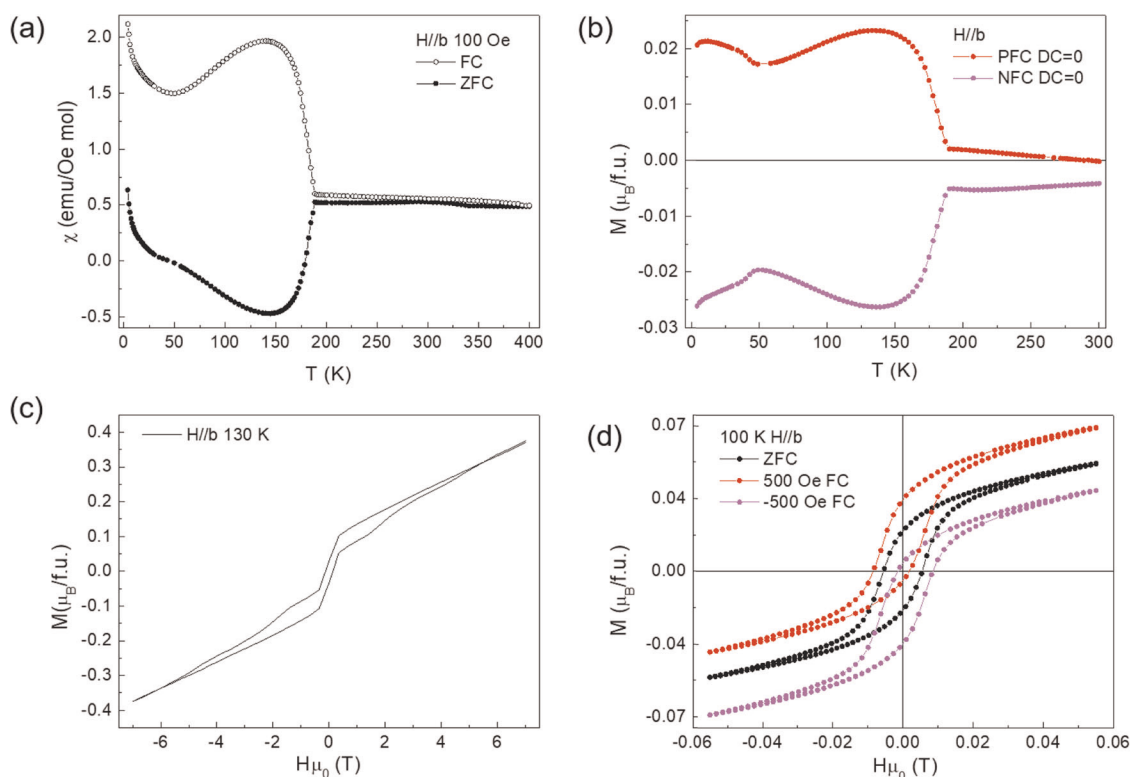 (a)
H//b 100 Oe
FC
ZFC
χ (emu/Oe mol)
2.0
1.5
1.0
0.5
0.0
-0.5
0 50 100 150 200 250 300 350 400
T (K)
(b)
H//b
PFC DC=0
NFC DC=0
M (μB/f.u.)
0.02
0.01
0.00
-0.01
-0.02
-0.03
0 50 100 150 200 250 300
T (K)
(c)
H//b 130 K
M(μB/f.u.)
0.4
0.3
0.2
0.1
0.0
-0.1
-0.2
-0.3
-0.4
-6 -4 -2 0 2 4 6
Hμ0 (T)
(d)
100 K H//b
ZFC
500 Oe FC
-500 Oe FC
M (μB/f.u.)
0.07
0.04
0.00
-0.04
-0.07
-0.06 -0.04 -0.02 0.00 0.02 0.04 0.06
Hμ0 (T)